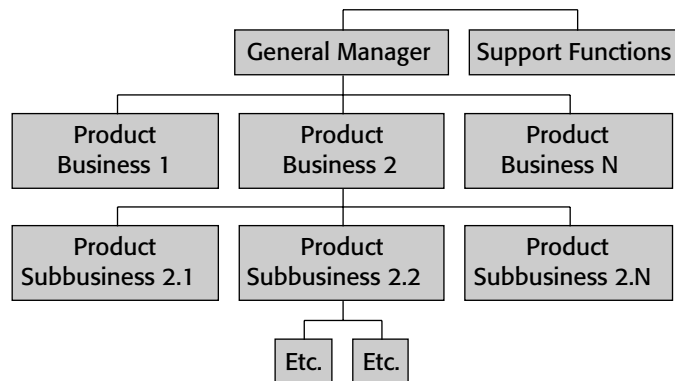 General Manager
Support Functions
Product
Business 1
Product
Business 2
Product
Business N
Product
Subbusiness 2.1
Product
Subbusiness 2.2
Product
Subbusiness 2.N
Etc.
Etc.